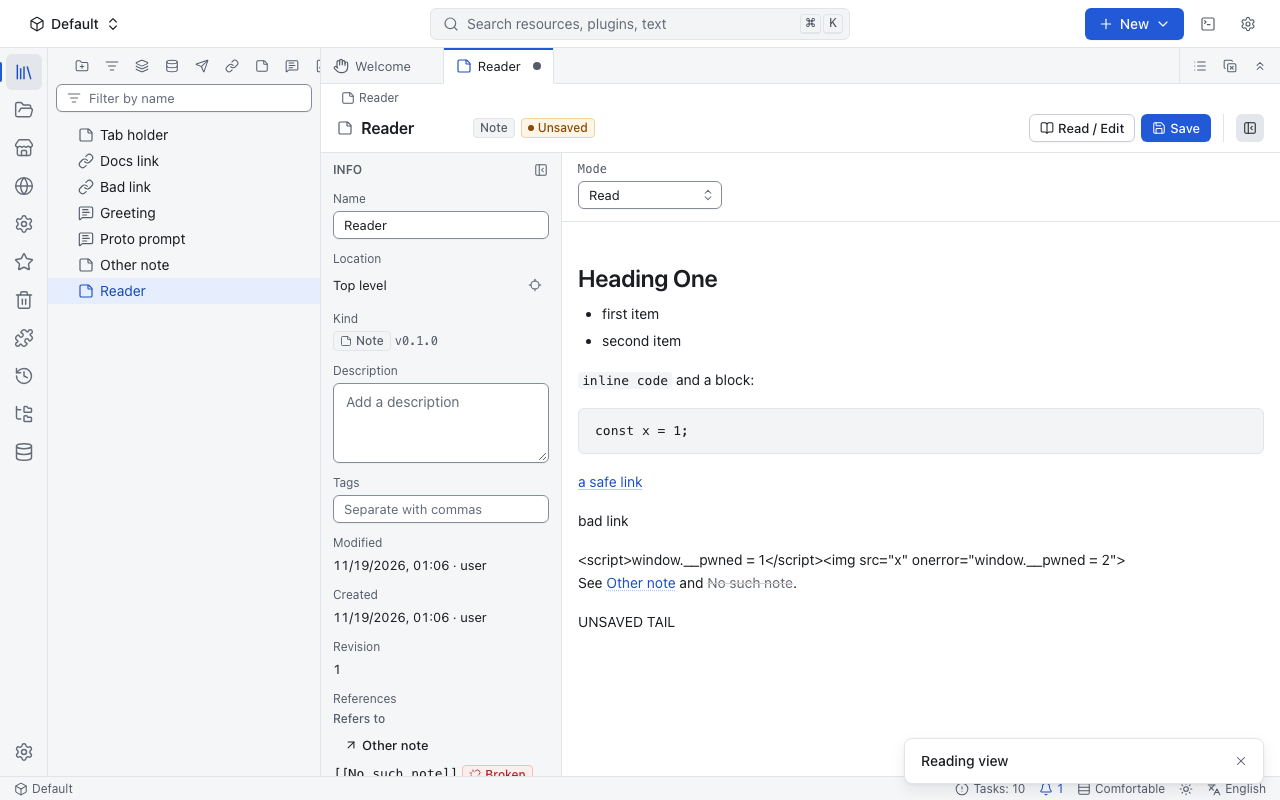 Default
Search resources, plugins, text
⌘ K
New
Welcome
Reader
Filter by name
Tab holder
Docs link
Bad link
Greeting
Proto prompt
Other note
Reader
Reader
Reader
Note
Unsaved
Read / Edit
Save
INFO
Name
Reader
Location
Top level
Kind
Note v0.1.0
Description
Add a description
Tags
Separate with commas
Modified
11/19/2026, 01:06 · user
Created
11/19/2026, 01:06 · user
Revision
1
References
Refers to
Other note
[[No such note]] Broken
Mode
Read
Heading One
• first item
• second item
inline code and a block:
const x = 1;
a safe link
bad link
<script>window.__pwned = 1</script><img src="x" onerror="window.__pwned = 2">
See Other note and No such note.
UNSAVED TAIL
Reading view
Default
Tasks: 10
1
Comfortable
English